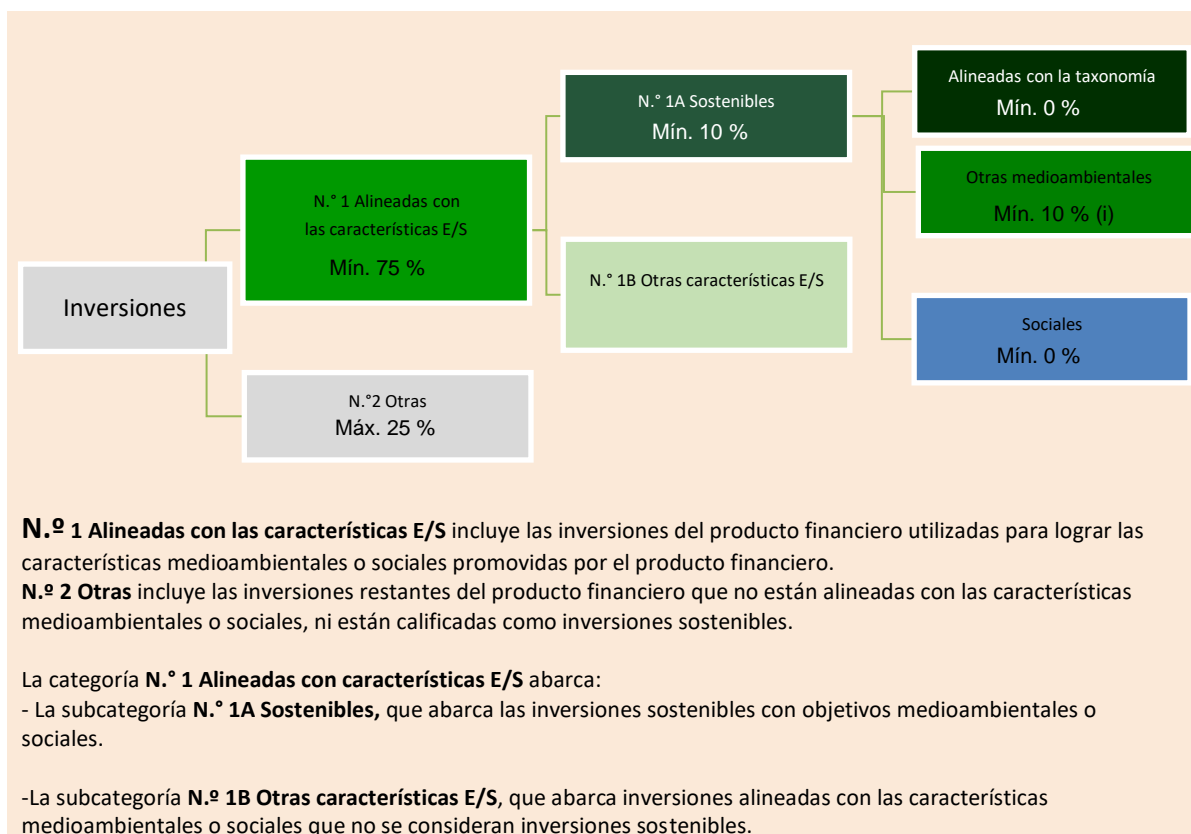 Inversiones
N.° 1 Alineadas con
las características E/S
Mín. 75 %
N.°2 Otras
Máx. 25 %
N.° 1A Sostenibles
Mín. 10 %
N.° 1B Otras características E/S
Alineadas con la taxonomía
Mín. 0 %
Otras medioambientales
Mín. 10 % (i)
Sociales
Mín. 0 %
N.º 1 Alineadas con las características E/S incluye las inversiones del producto financiero utilizadas para lograr las
características medioambientales o sociales promovidas por el producto financiero.
N.º 2 Otras incluye las inversiones restantes del producto financiero que no están alineadas con las características
medioambientales o sociales, ni están calificadas como inversiones sostenibles.
La categoría N.° 1 Alineadas con características E/S abarca:
- La subcategoría N.° 1A Sostenibles, que abarca las inversiones sostenibles con objetivos medioambientales o
sociales.
-La subcategoría N.º 1B Otras características E/S, que abarca inversiones alineadas con las características
medioambientales o sociales que no se consideran inversiones sostenibles.